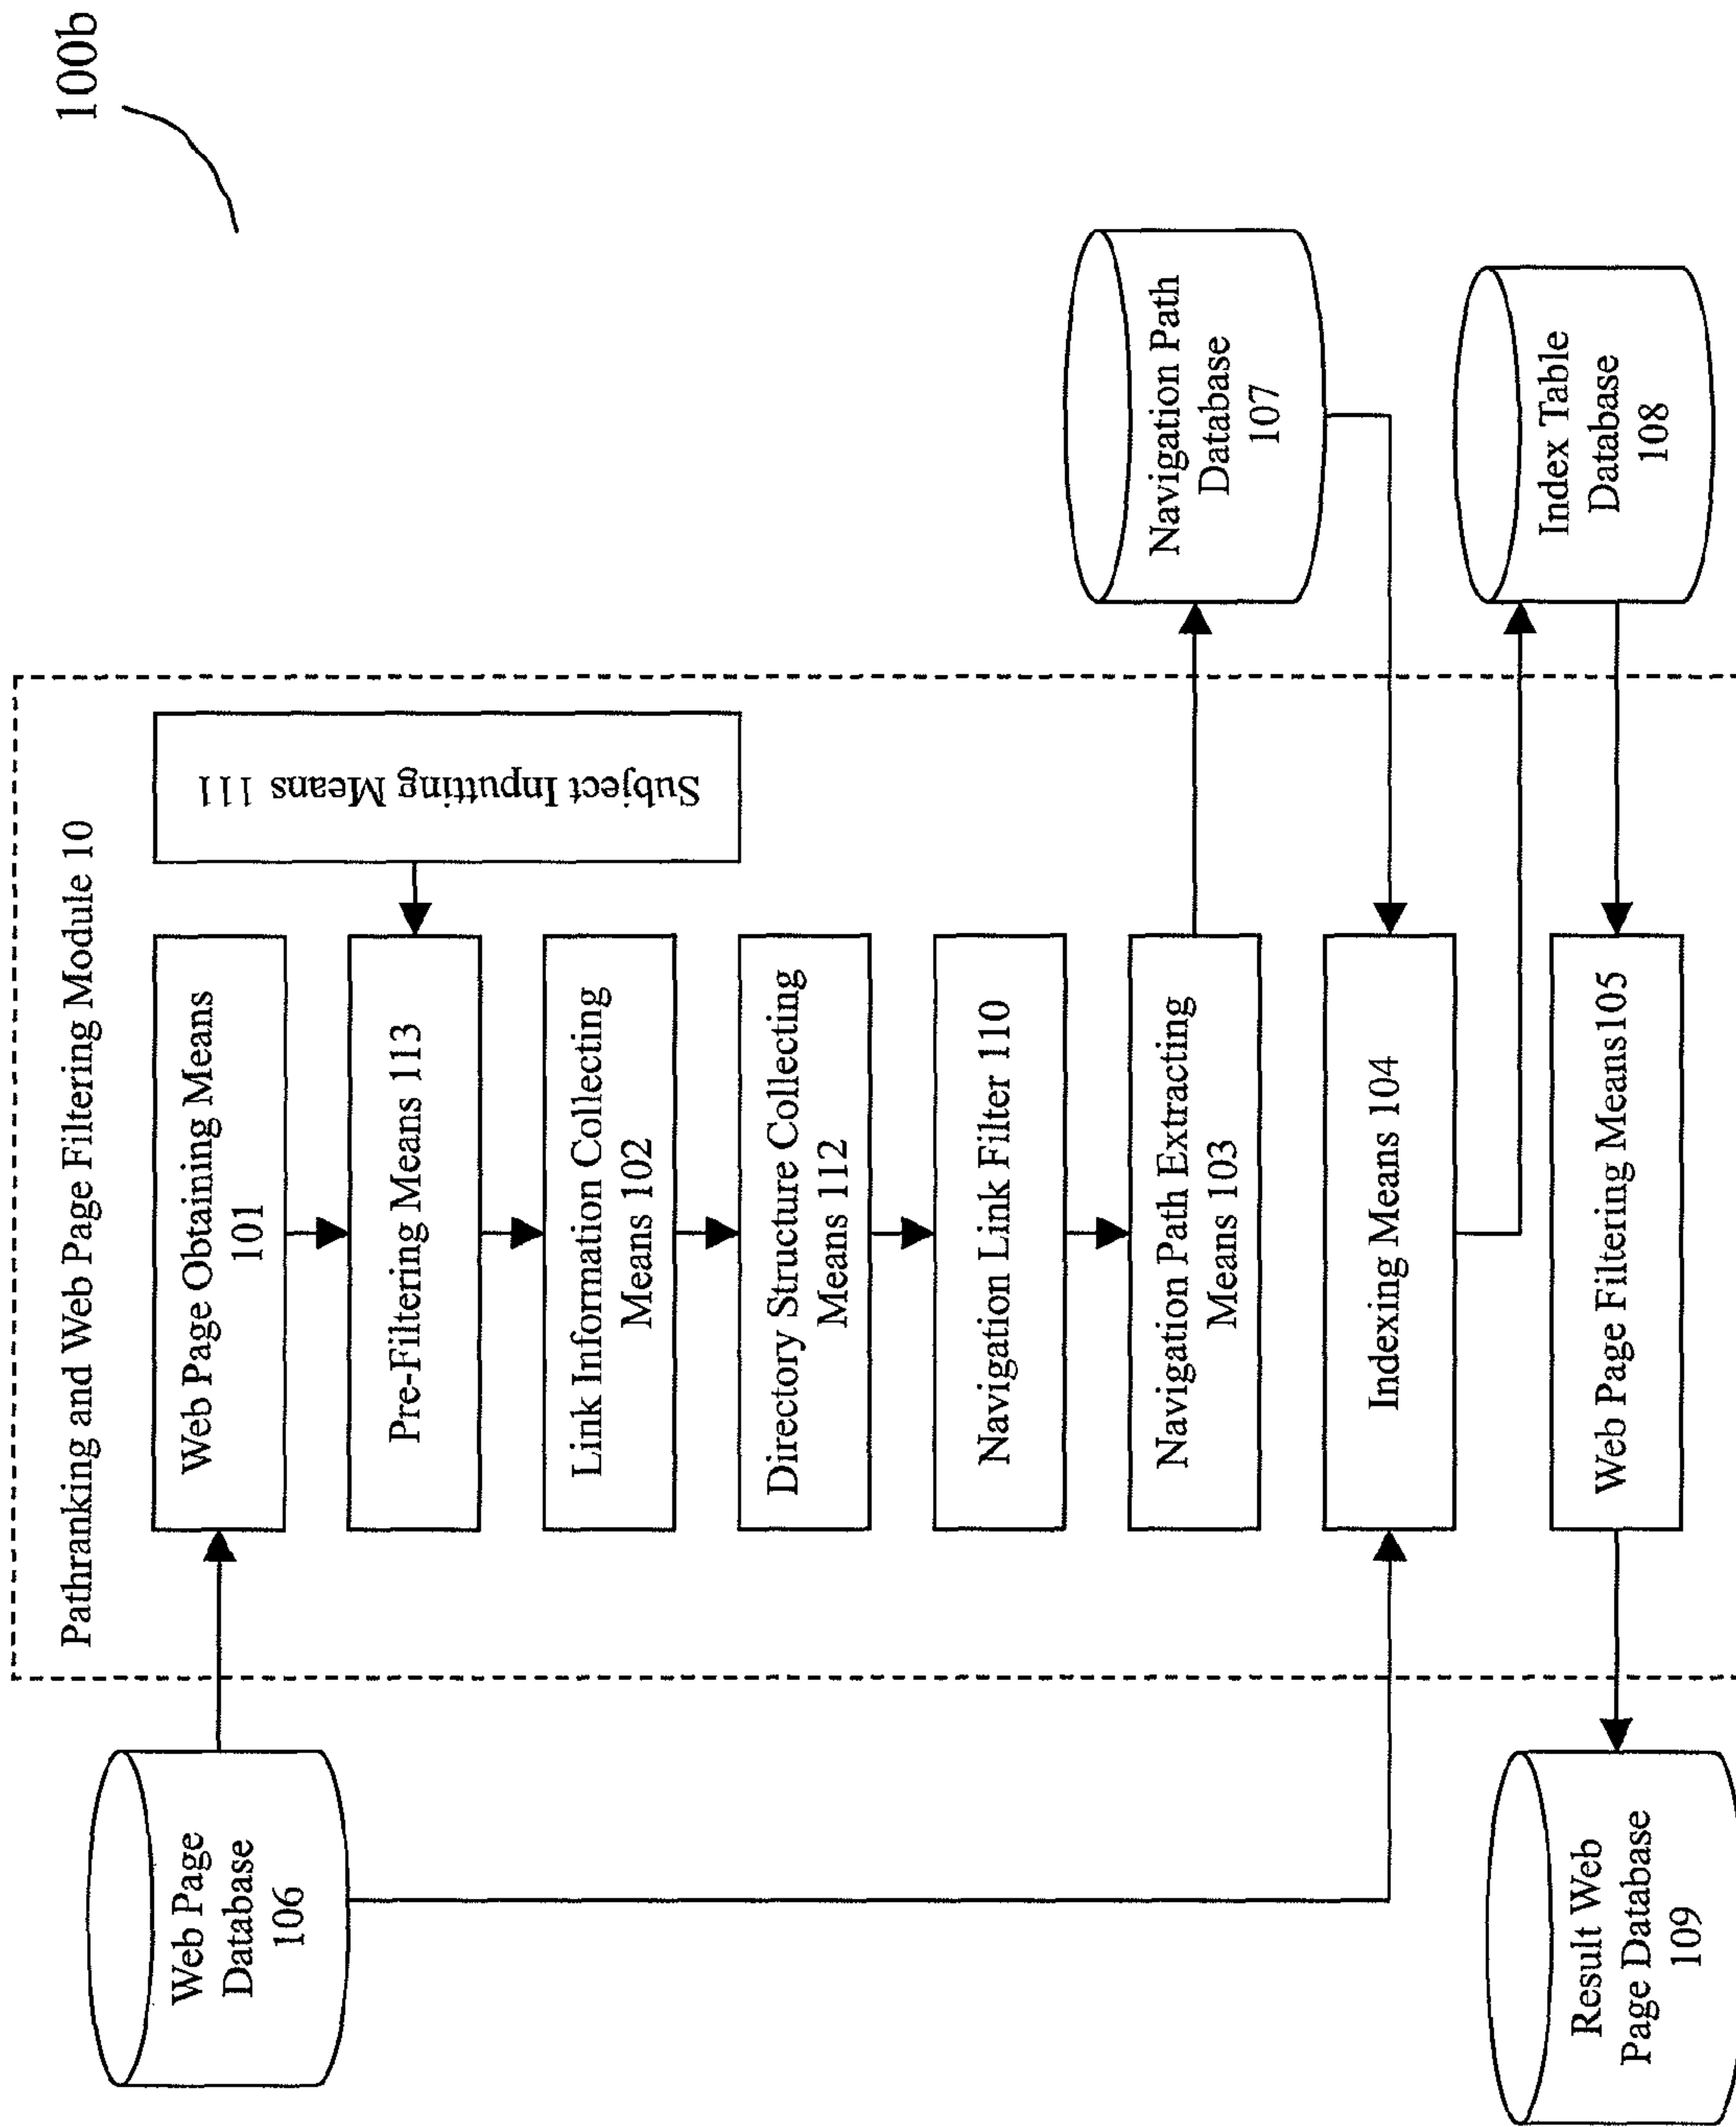 100b
Pathranking and Web Page Filtering Module 10
Web Page
Database
106
Web Page Obtaining Means
101
Subject Inputting Means 111
Pre-Filtering Means 113
Link Information Collecting
Means 102
Directory Structure Collecting
Means 112
Navigation Link Filter 110
Navigation Path Extracting
Means 103
Navigation Path
Database
107
Indexing Means 104
Index Table
Database
108
Web Page Filtering Means105
Result Web
Page Database
109